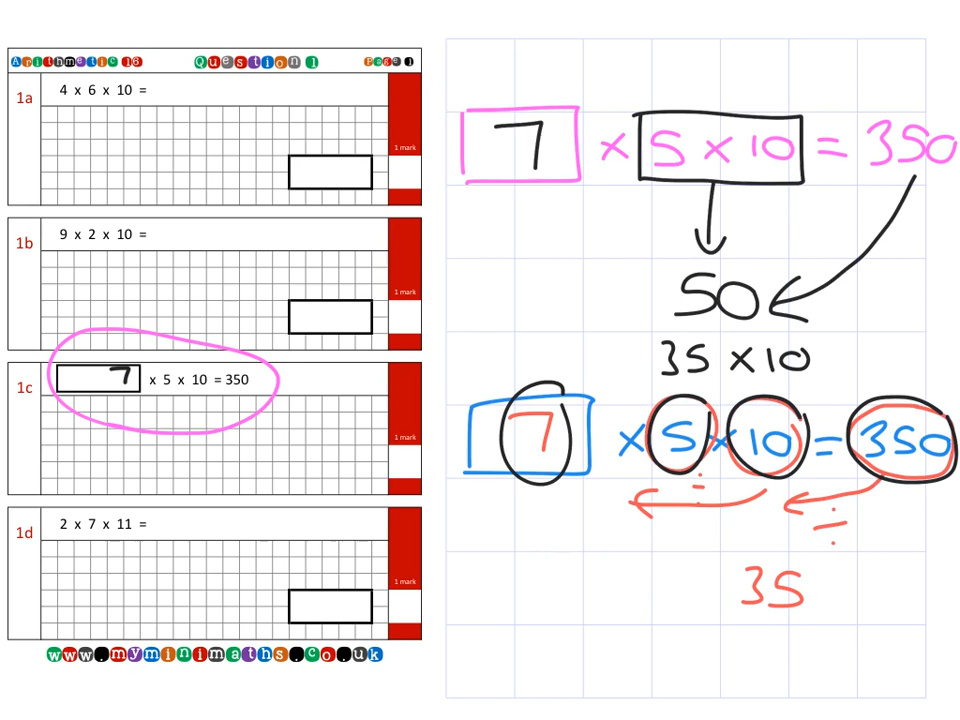 Arithmetic 18 Question 1 Page 1
1a 4 x 6 x 10 =
1 mark
1b 9 x 2 x 10 =
1 mark
1c 7 x 5 x 10 = 350
1 mark
1d 2 x 7 x 11 =
1 mark
www.myminimaths.co.uk
7 × 5 × 10 = 350
50
35 × 10
7 × 5 × 10 = 350
÷ ÷
35